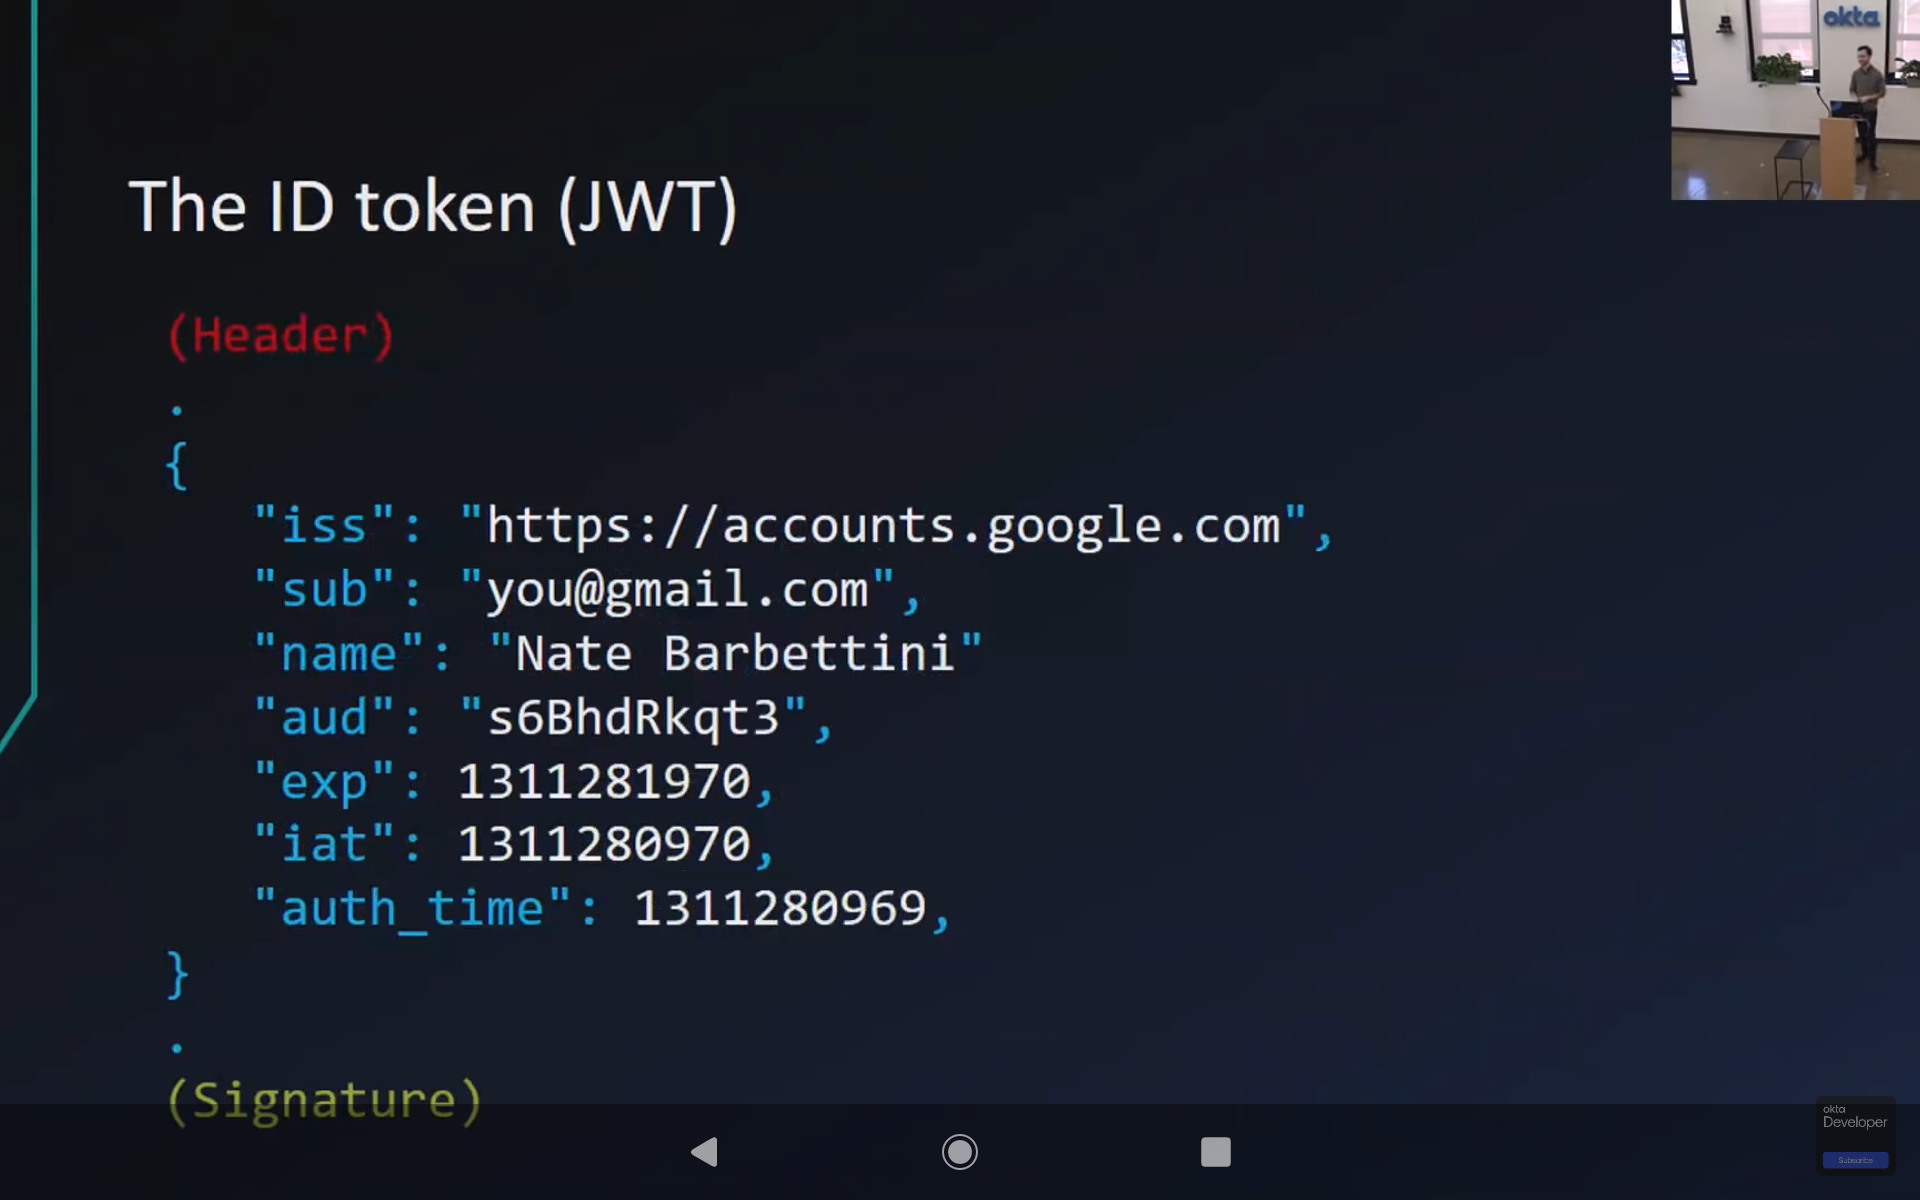 okta
The ID token (JWT)
(Header)
.
{
"iss": "https://accounts.google.com",
"sub": "you@gmail.com",
"name": "Nate Barbettini"
"aud": "s6BhdRkqt3",
"exp": 1311281970,
"iat": 1311280970,
"auth_time": 1311280969,
}
.
(Signature)
okta
Developer
Subscribe